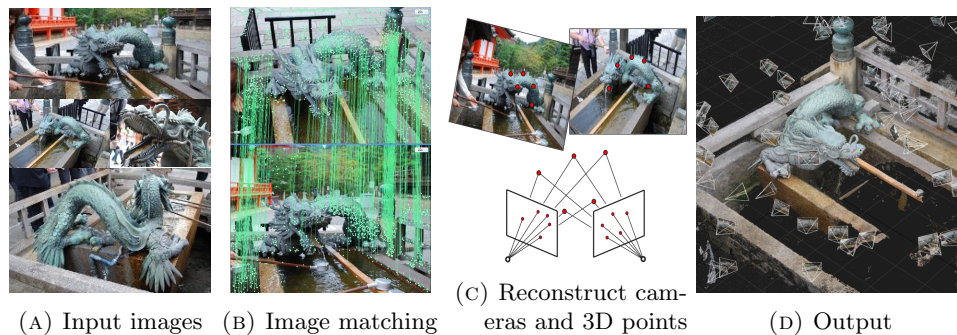 (A) Input images
(B) Image matching
(C) Reconstruct cam-
eras and 3D points
(D) Output